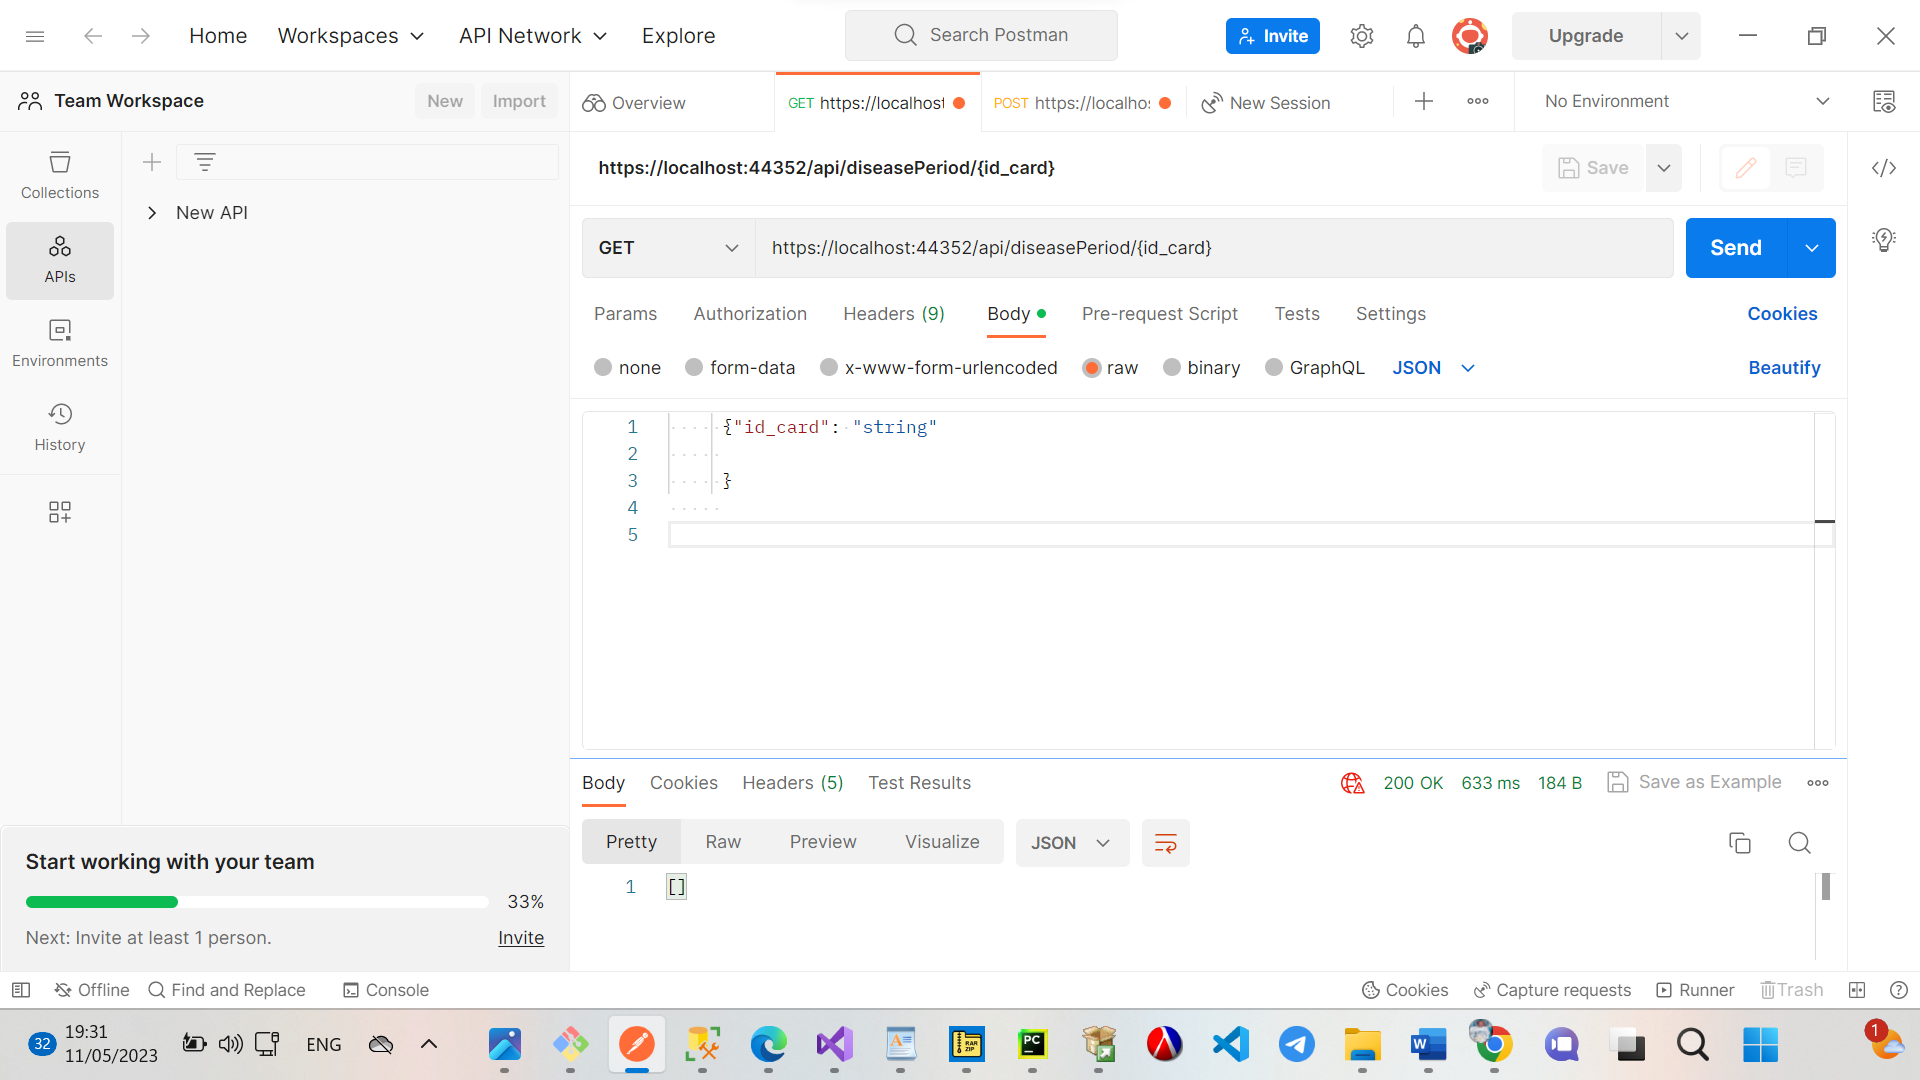 Home
Workspaces
API Network
Explore
Search Postman
Invite
Upgrade
Team Workspace
New
Import
Overview
GET https://localhost
POST https://localhos
New Session
No Environment
Collections
APIs
Environments
History
New API
https://localhost:44352/api/diseasePeriod/{id_card}
Save
GET
https://localhost:44352/api/diseasePeriod/{id_card}
Send
Params
Authorization
Headers (9)
Body
Pre-request Script
Tests
Settings
Cookies
none
form-data
x-www-form-urlencoded
raw
binary
GraphQL
JSON
Beautify
1 {"id_card": "string"
2
3 }
4
5
Body
Cookies
Headers (5)
Test Results
200 OK
633 ms
184 B
Save as Example
Pretty
Raw
Preview
Visualize
JSON
1 []
Start working with your team
33%
Next: Invite at least 1 person.
Invite
Offline
Find and Replace
Console
Cookies
Capture requests
Runner
Trash
32
19:31
11/05/2023
ENG
RAR
ZIP
PC
W
1